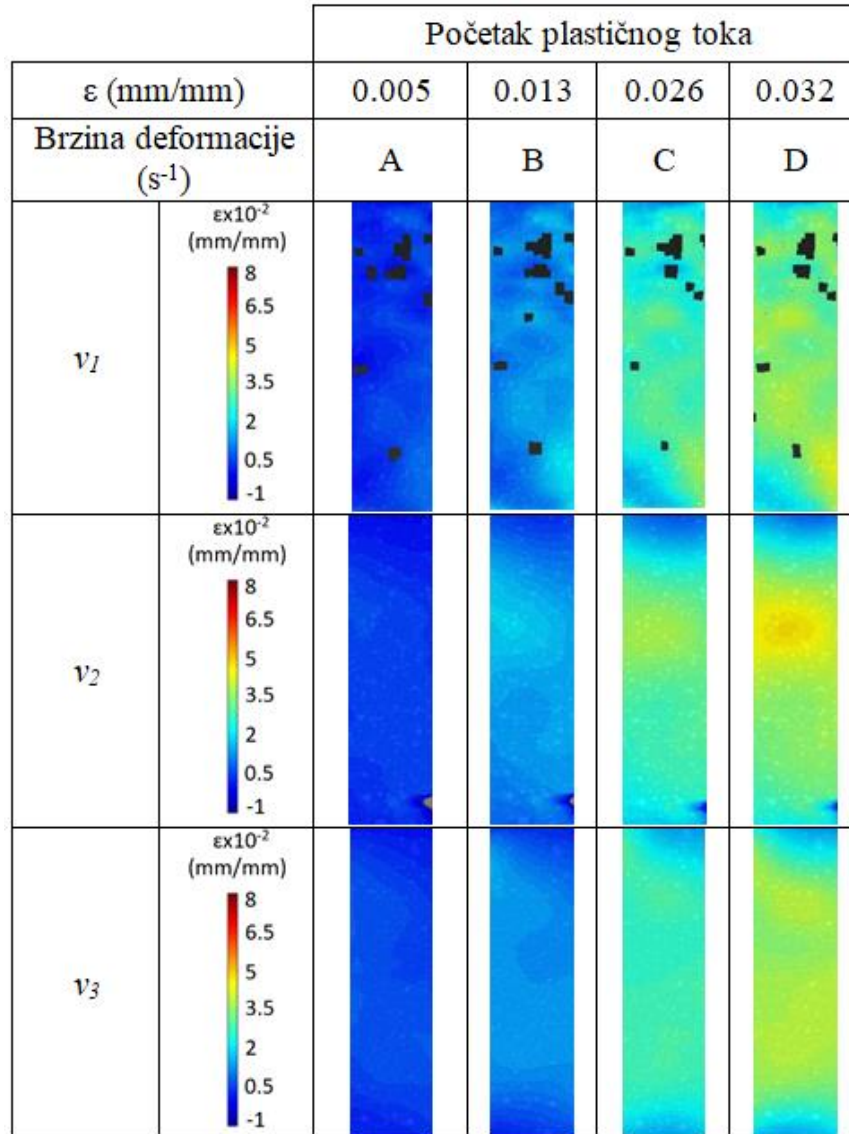 Početak plastičnog toka
ε (mm/mm) 0.005 0.013 0.026 0.032
Brzina deformacije
(s-1) A B C D
v1
εx10-2
(mm/mm)
8
6.5
5
3.5
2
0.5
-1
v2
εx10-2
(mm/mm)
8
6.5
5
3.5
2
0.5
-1
v3
εx10-2
(mm/mm)
8
6.5
5
3.5
2
0.5
-1